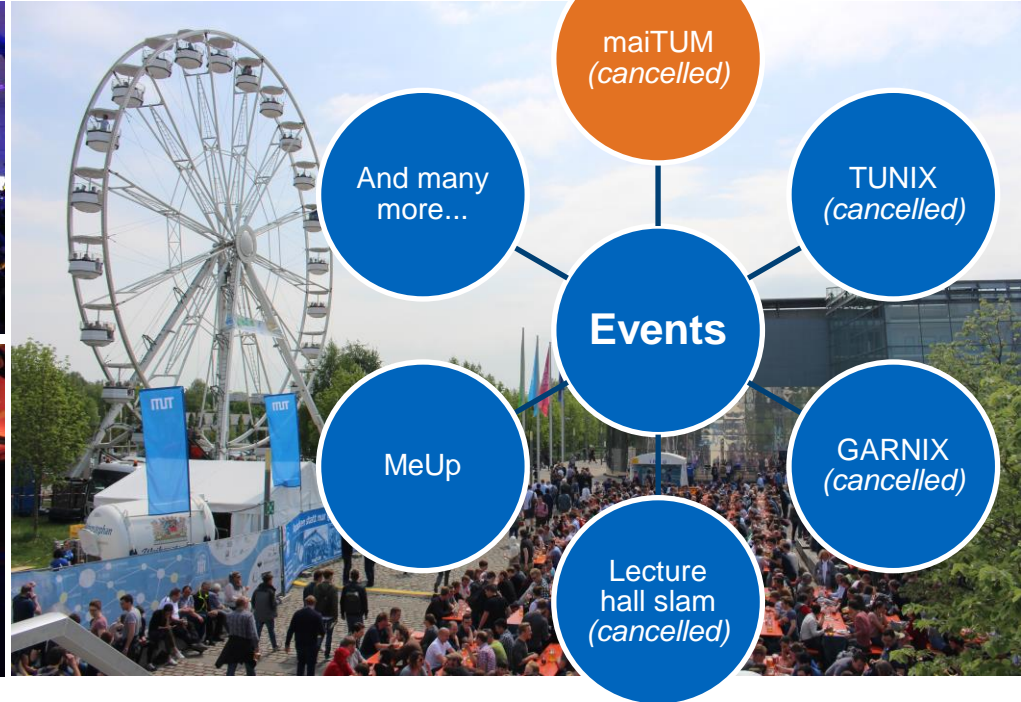 maiTUM
(cancelled)
And many
more...
TUNIX
(cancelled)
Events
MeUp
GARNIX
(cancelled)
Lecture
hall slam
(cancelled)